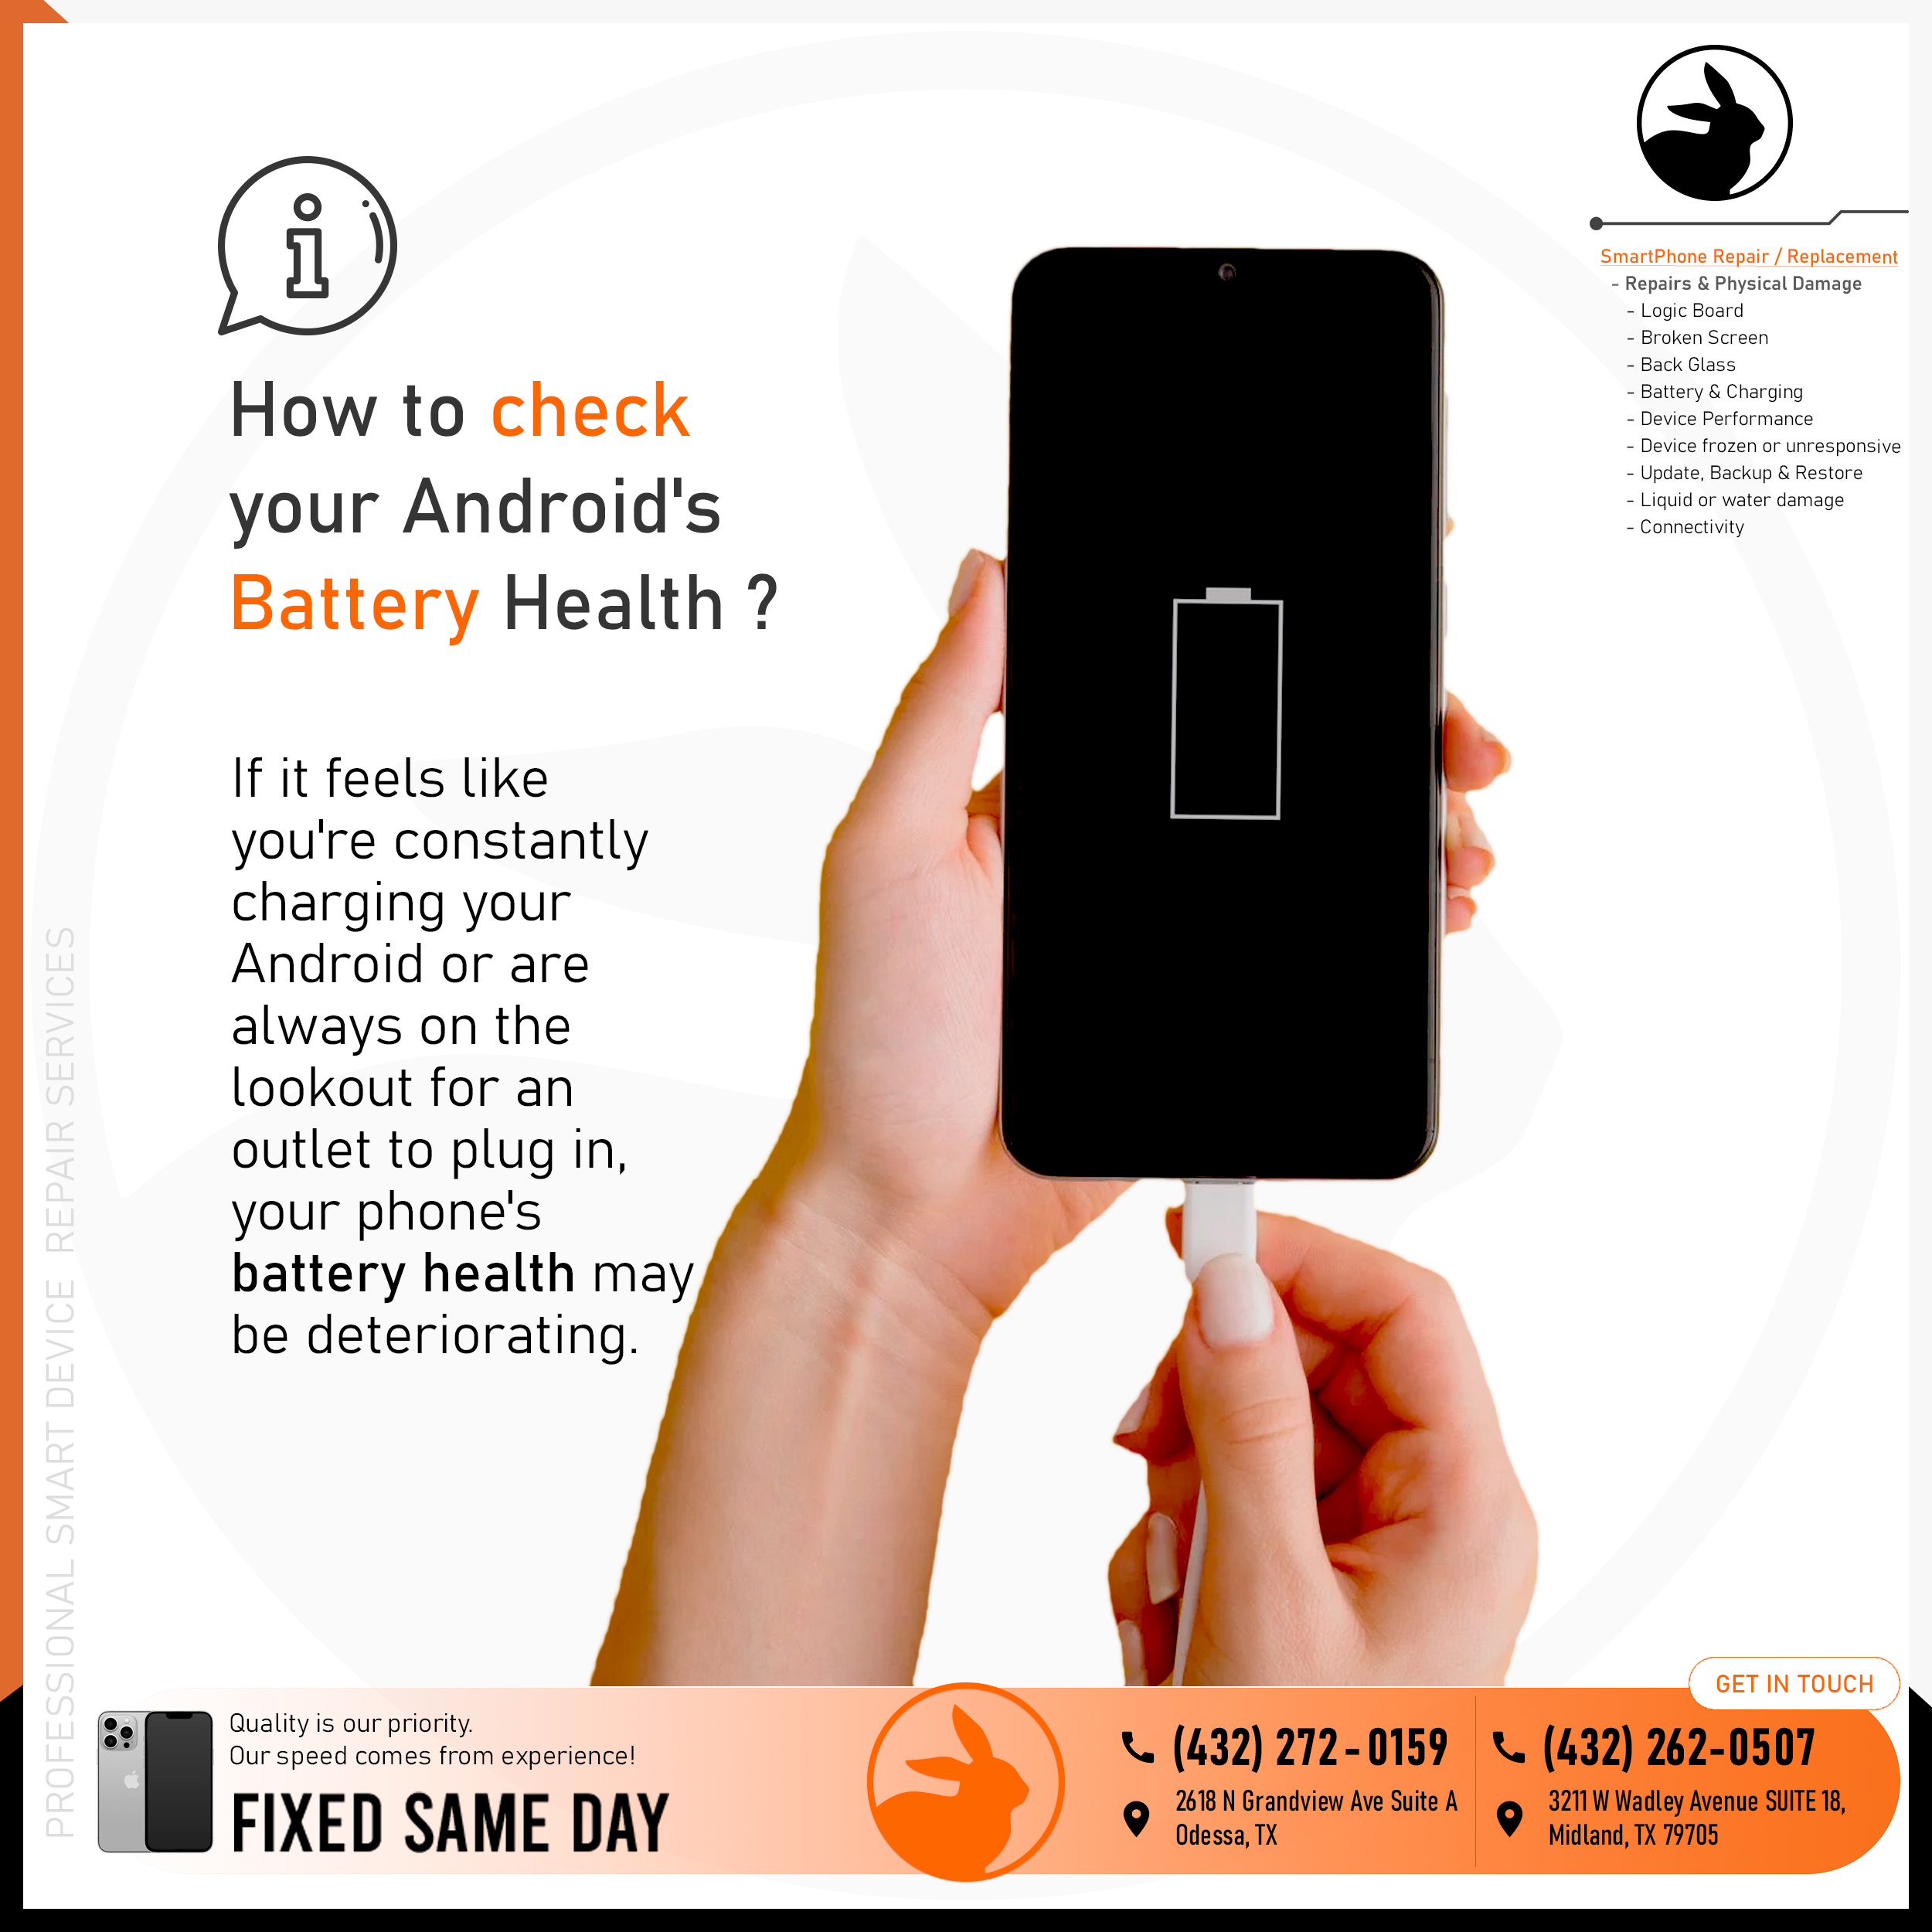 How to check
your Android's
Battery Health ?
If it feels like
you're constantly
charging your
Android or are
always on the
lookout for an
outlet to plug in,
your phone's
battery health may
be deteriorating.
SmartPhone Repair / Replacement
- Repairs & Physical Damage
- Logic Board
- Broken Screen
- Back Glass
- Battery & Charging
- Device Performance
- Device frozen or unresponsive
- Update, Backup & Restore
- Liquid or water damage
- Connectivity
PROFESSIONAL SMART DEVICE REPAIR SERVICES
Quality is our priority.
Our speed comes from experience!
FIXED SAME DAY
GET IN TOUCH
(432) 272-0159
2618 N Grandview Ave Suite A
Odessa, TX
(432) 262-0507
3211 W Wadley Avenue SUITE 18,
Midland, TX 79705